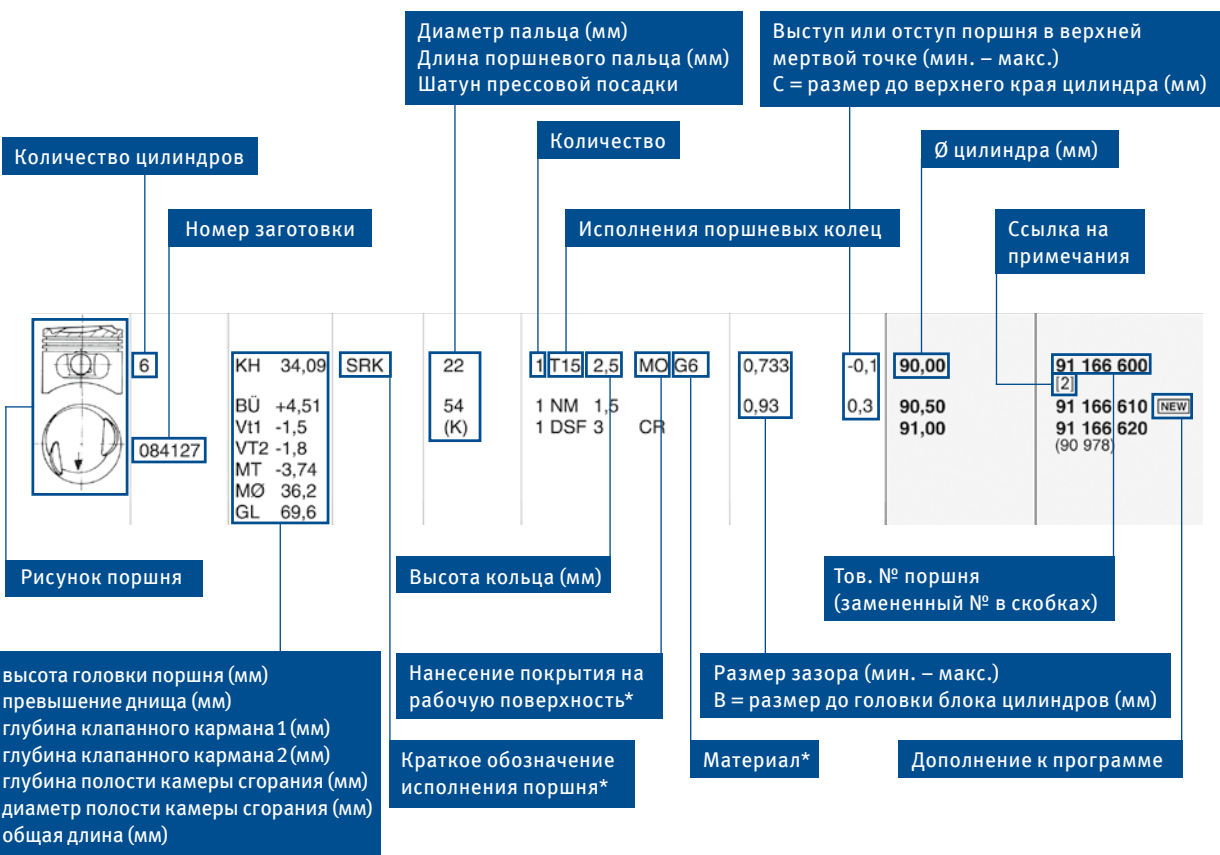 Диаметр пальца (мм)
Длина поршневого пальца (мм)
Шатун прессовой посадки
Выступ или отступ поршня в верхней
мертвой точке (мин. – макс.)
C = размер до верхнего края цилиндра (мм)
Количество цилиндров
Количество
Ø цилиндра (мм)
Номер заготовки
Исполнения поршневых колец
Ссылка на
примечания
6 KH 34,09 SRK 22 1 T15 2,5 MO G6 0,733 -0,1 90,00 91 166 600
[2]
BÜ +4,51 54 1 NM 1,5 0,93 0,3 90,50 91 166 610 NEW
Vt1 -1,5 (K) 1 DSF 3 CR 91,00 91 166 620
084127 VT2 -1,8 (90 978)
MT -3,74
MØ 36,2
GL 69,6
Рисунок поршня
Высота кольца (мм)
Тов. № поршня
(замененный № в скобках)
высота головки поршня (мм)
превышение днища (мм)
глубина клапанного кармана 1 (мм)
глубина клапанного кармана 2 (мм)
глубина полости камеры сгорания (мм)
диаметр полости камеры сгорания (мм)
общая длина (мм)
Нанесение покрытия на
рабочую поверхность*
Размер зазора (мин. – макс.)
B = размер до головки блока цилиндров (мм)
Краткое обозначение
исполнения поршня*
Материал*
Дополнение к программе